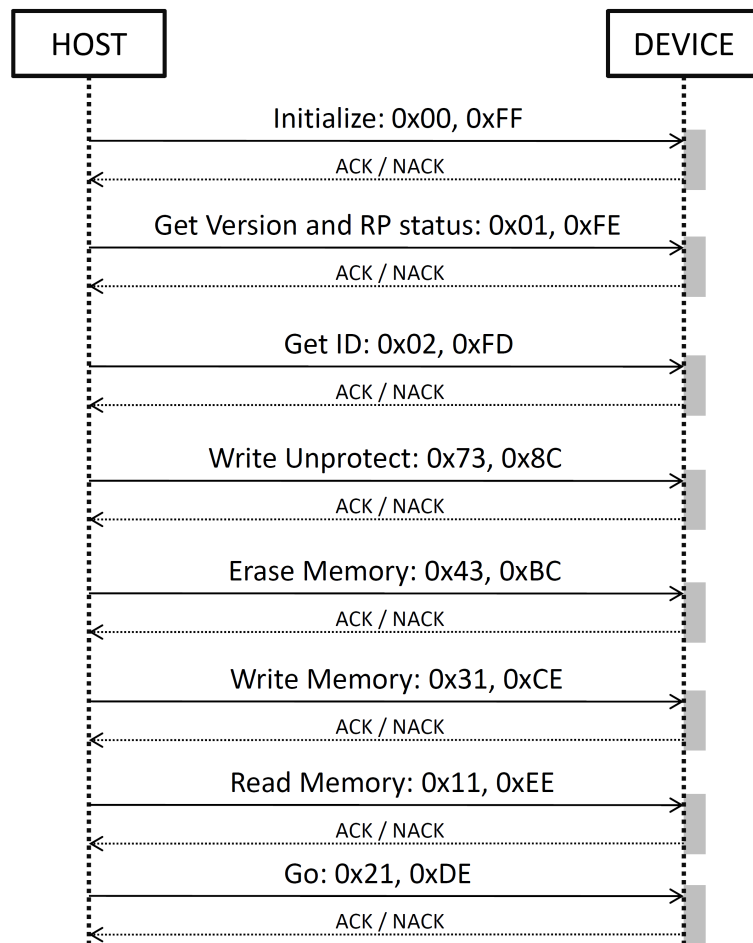 HOST
DEVICE
Initialize: 0x00, 0xFF
ACK / NACK
Get Version and RP status: 0x01, 0xFE
ACK / NACK
Get ID: 0x02, 0xFD
ACK / NACK
Write Unprotect: 0x73, 0x8C
ACK / NACK
Erase Memory: 0x43, 0xBC
ACK / NACK
Write Memory: 0x31, 0xCE
ACK / NACK
Read Memory: 0x11, 0xEE
ACK / NACK
Go: 0x21, 0xDE
ACK / NACK